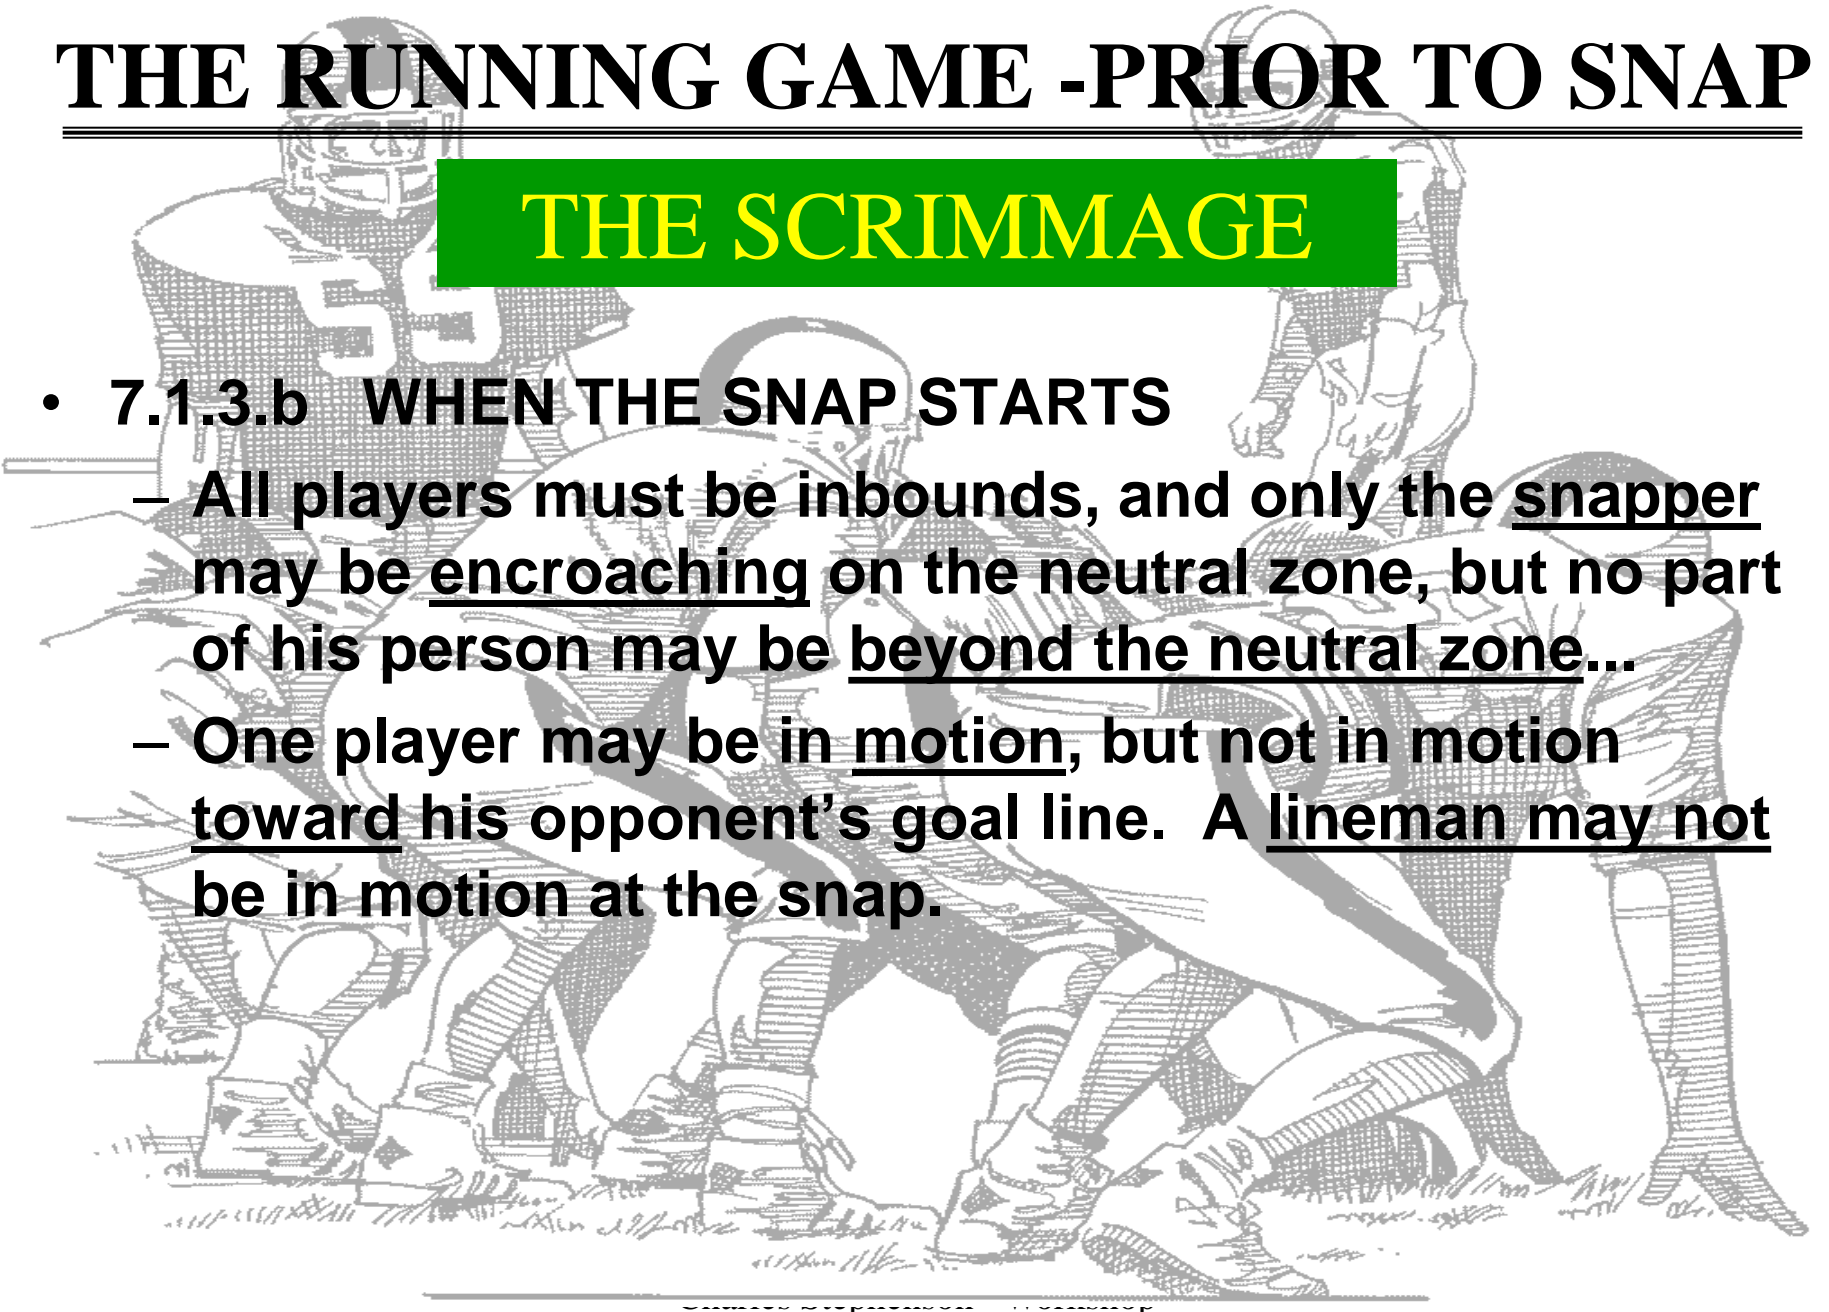 THE RUNNING GAME -PRIOR TO SNAP
THE SCRIMMAGE
• 7.1.3.b WHEN THE SNAP STARTS
– All players must be inbounds, and only the snapper
may be encroaching on the neutral zone, but no part
of his person may be beyond the neutral zone...
– One player may be in motion, but not in motion
toward his opponent’s goal line. A lineman may not
be in motion at the snap.
Charles Stephenson Workshop